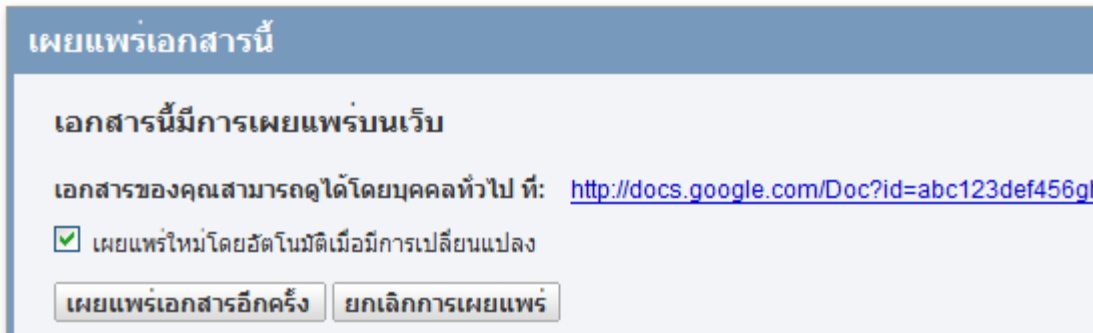 เผยแพร่เอกสารนี้
เอกสารนี้มีการเผยแพร่บนเว็บ
เอกสารของคุณสามารถดูได้โดยบุคคลทั่วไป ที่: http://docs.google.com/Doc?id=abc123def456g
เผยแพร่ใหม่โดยอัตโนมัติเมื่อมีการเปลี่ยนแปลง
เผยแพร่เอกสารอีกครั้ง ยกเลิกการเผยแพร่